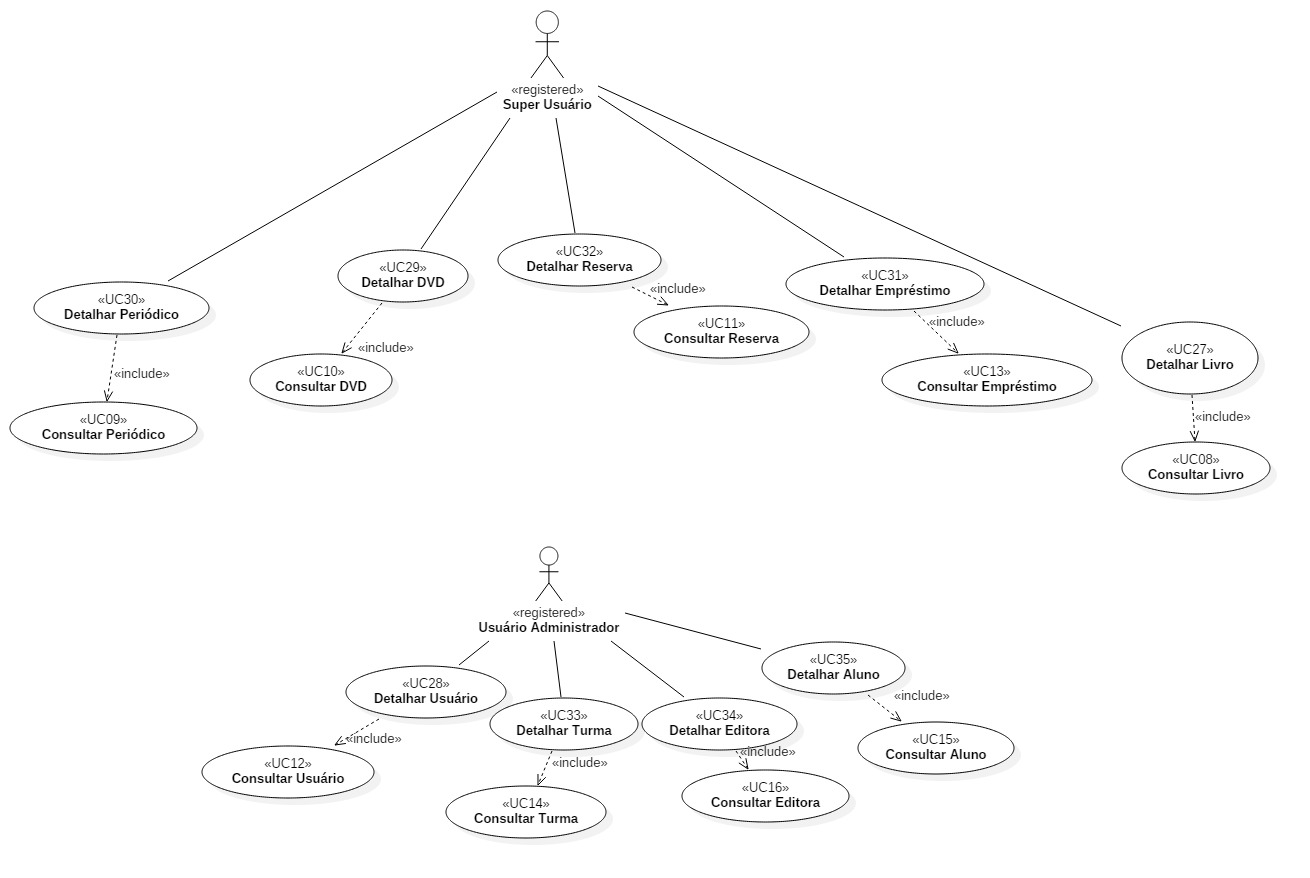 «registered»
Super Usuário
«UC32»
Detalhar Reserva
«UC29»
Detalhar DVD
«UC31»
Detalhar Empréstimo
«UC30»
Detalhar Periódico
«include»
«UC11»
Consultar Reserva
«include»
«UC27»
Detalhar Livro
«include»
«UC10»
Consultar DVD
«include»
«UC13»
Consultar Empréstimo
«include»
«UC09»
Consultar Periódico
«include»
«UC08»
Consultar Livro
«registered»
Usuário Administrador
«UC35»
Detalhar Aluno
«UC28»
Detalhar Usuário
«include»
«UC33»
Detalhar Turma
«UC34»
Detalhar Editora
«include»
«UC15»
Consultar Aluno
«include»
«UC12»
Consultar Usuário
«include»
«UC16»
Consultar Editora
«UC14»
Consultar Turma